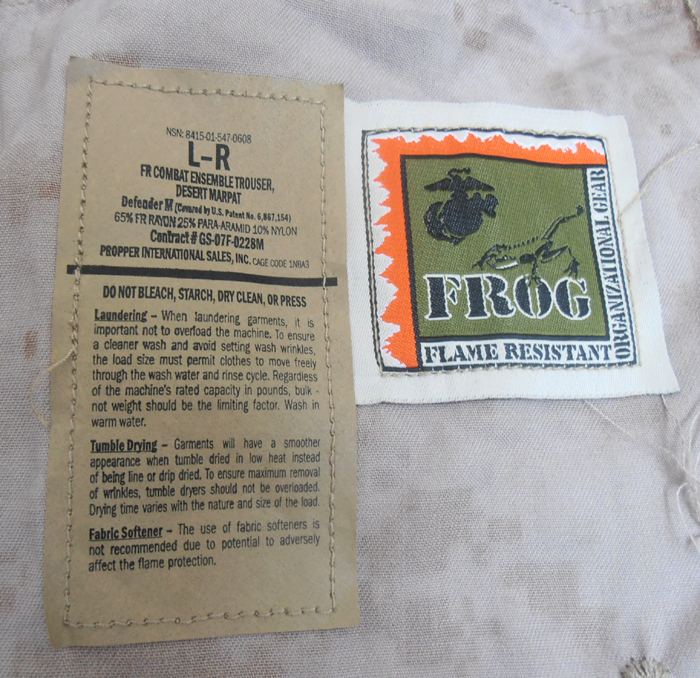 NSN: 8415-01-547-0608
L-R
FR COMBAT ENSEMBLE TROUSER,
DESERT MARPAT
Defender M (Covered by U.S. Patent No. 6,867,154)
65% FR RAYON 25% PARA-ARAMID 10% NYLON
Contract # GS-07F-0228M
PROPPER INTERNATIONAL SALES, INC. CAGE CODE 1N8A3
DO NOT BLEACH, STARCH, DRY CLEAN, OR PRESS
Laundering – When laundering garments, it is
important not to overload the machine. To ensure
a cleaner wash and avoid setting wash wrinkles,
the load size must permit clothes to move freely
through the wash water and rinse cycle. Regardless
of the machine's rated capacity in pounds, bulk -
not weight should be the limiting factor. Wash in
warm water.
Tumble Drying – Garments will have a smoother
appearance when tumble dried in low heat instead
of being line or drip dried. To ensure maximum removal
of wrinkles, tumble dryers should not be overloaded.
Drying time varies with the nature and size of the load.
Fabric Softener – The use of fabric softeners is
not recommended due to potential to adversely
affect the flame protection.
FROG
FLAME RESISTANT
ORGANIZATIONAL GEAR